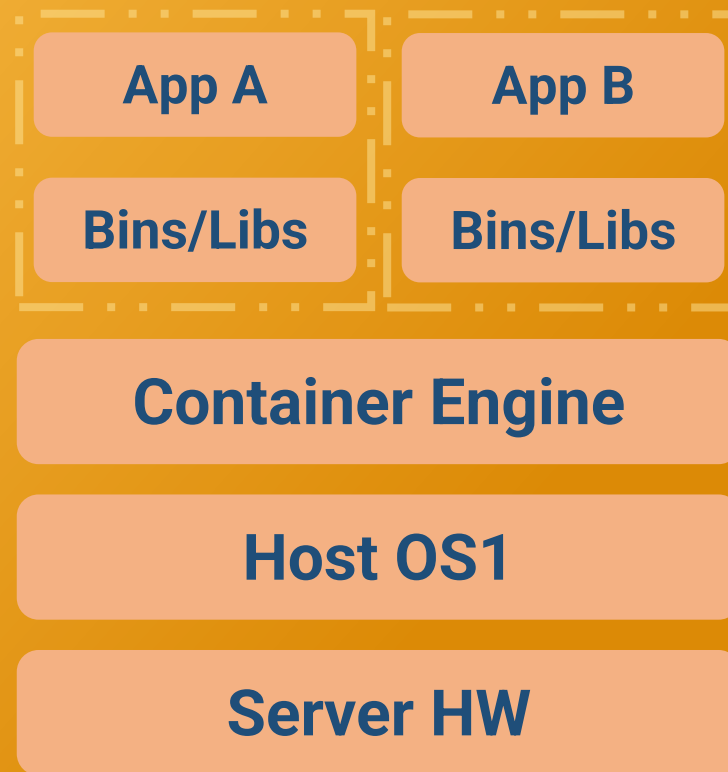 App A
App B
Bins/Libs
Bins/Libs
Container Engine
Host OS1
Server HW